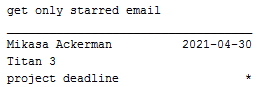 get only starred email
Mikasa Ackerman 2021-04-30
Titan 3
project deadline *